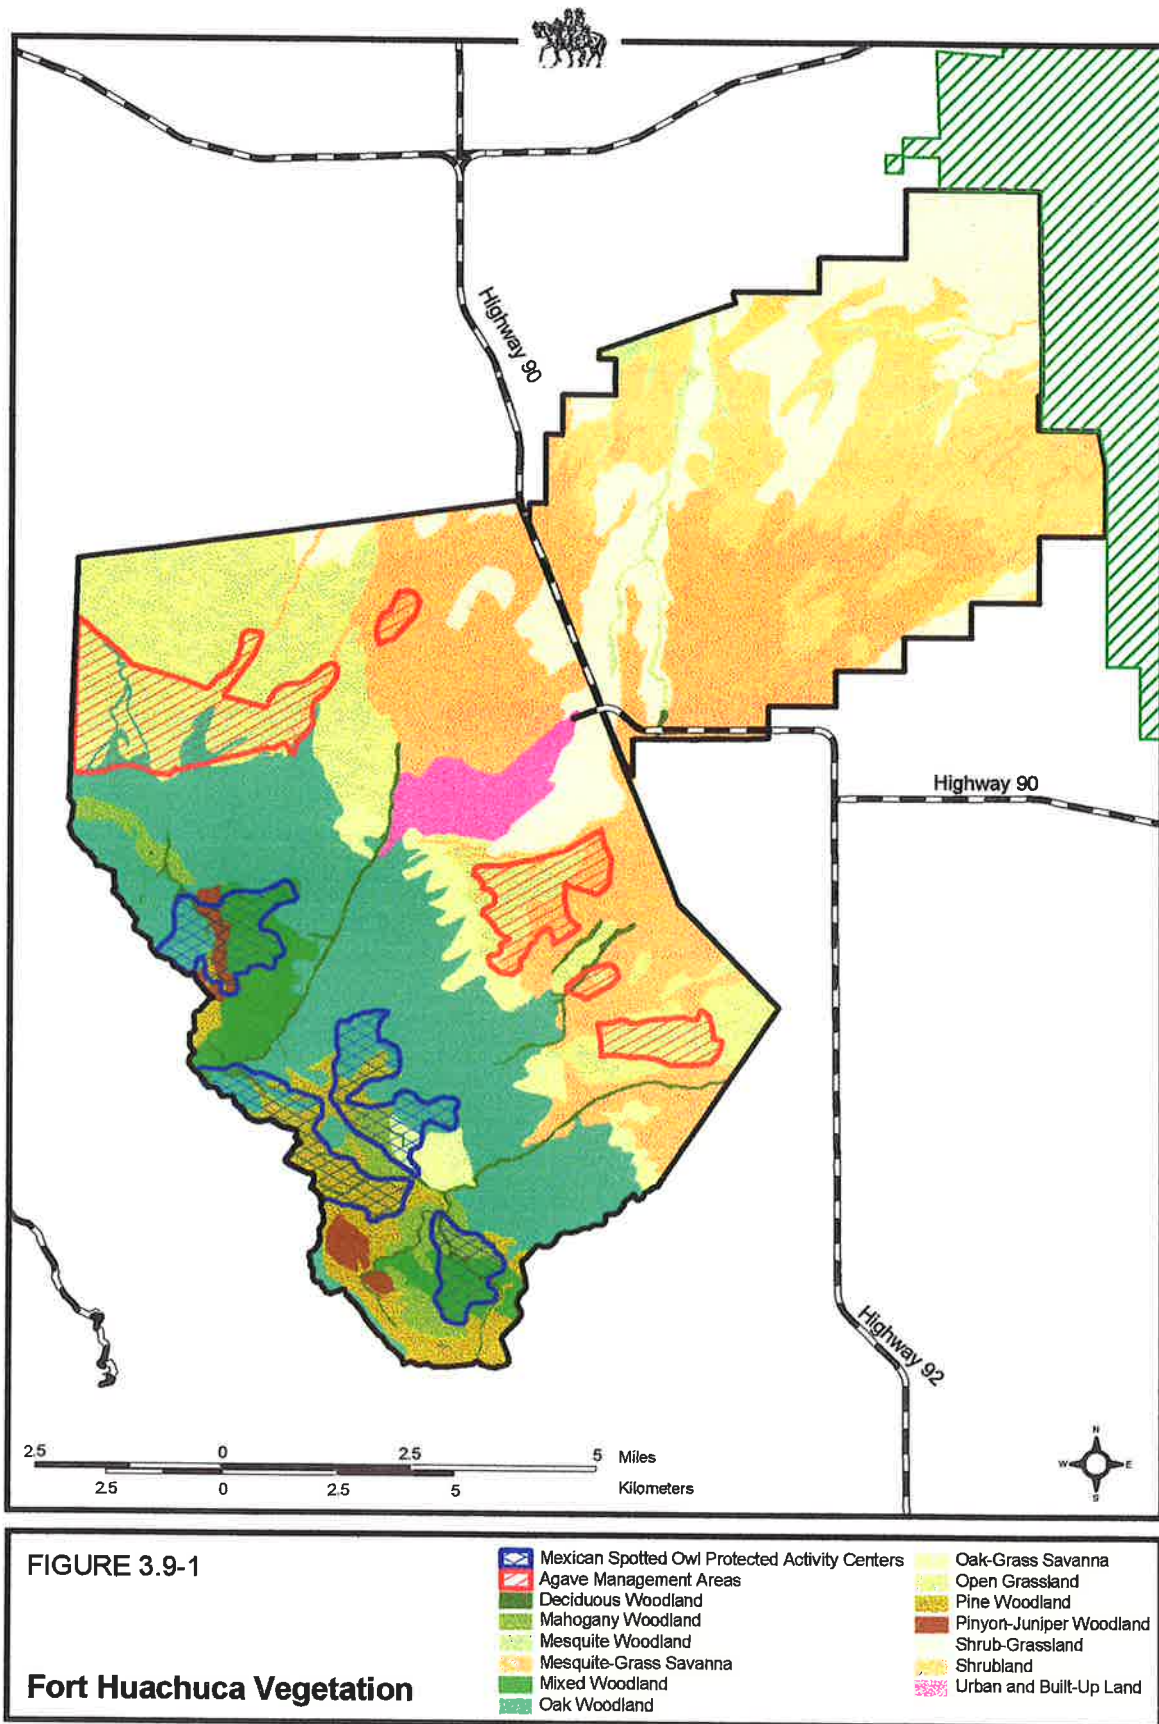 Highway 90
Highway 90
Highway 92
2.5 0 2.5 5 Miles
2.5 0 2.5 5 Kilometers
N
W E
S
FIGURE 3.9-1
Fort Huachuca Vegetation
Mexican Spotted Owl Protected Activity Centers
Agave Management Areas
Deciduous Woodland
Mahogany Woodland
Mesquite Woodland
Mesquite-Grass Savanna
Mixed Woodland
Oak Woodland
Oak-Grass Savanna
Open Grassland
Pine Woodland
Pinyon-Juniper Woodland
Shrub-Grassland
Shrubland
Urban and Built-Up Land